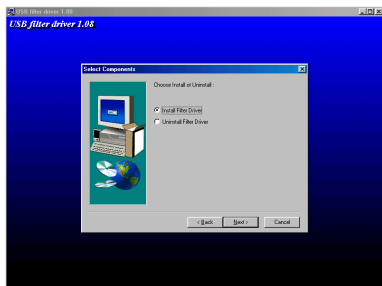 USB filter driver 1.08
USB filter driver 1.08
Select Components
Choose Install or Uninstall :
Install Filter Driver
Uninstall Filter Driver
< Back
Next >
Cancel